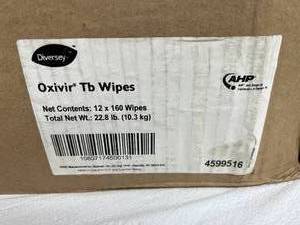 Diversey
Oxivir® Tb Wipes
AHP
Net Contents: 12 x 160 Wipes
Total Net Wt.: 22.8 lb. (10.3 kg)
4599516